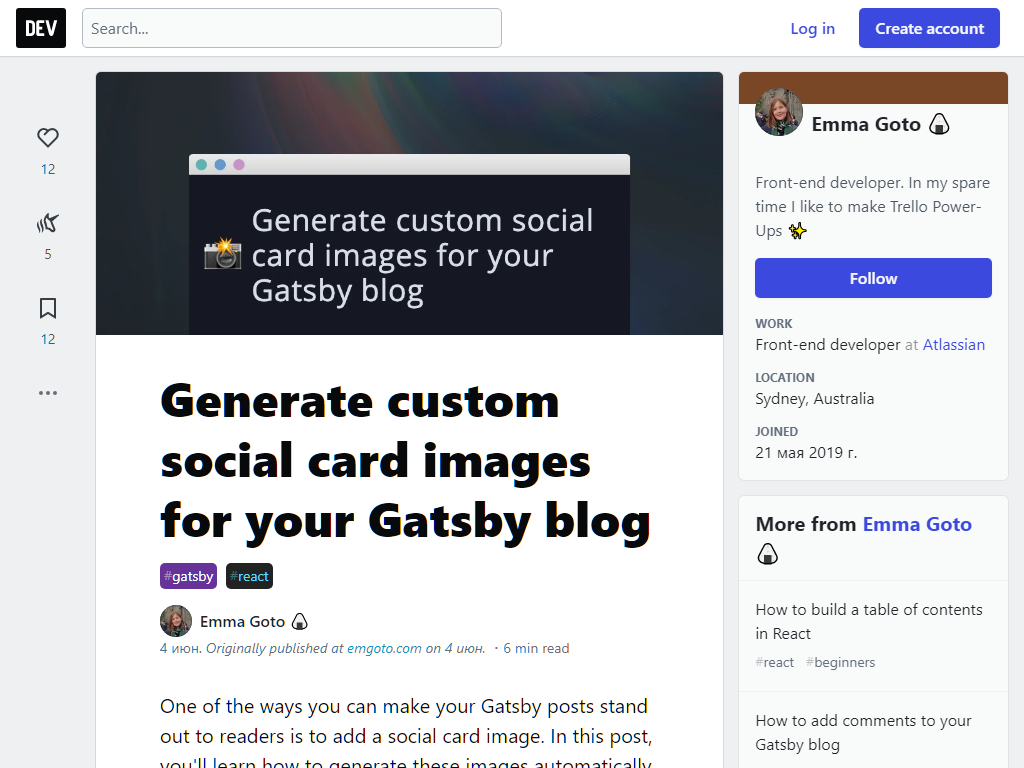 DEV
Search...
Log in
Create account
12
5
12
Generate custom social
card images for your
Gatsby blog
Generate custom
social card images
for your Gatsby blog
#gatsby #react
Emma Goto 🍙
4 июн. Originally published at emgoto.com on 4 июн. ・6 min read
One of the ways you can make your Gatsby posts stand
out to readers is to add a social card image. In this post,
you'll learn how to generate these images automatically
Emma Goto 🍙
Front-end developer. In my spare
time I like to make Trello Power-
Ups ✨
Follow
WORK
Front-end developer at Atlassian
LOCATION
Sydney, Australia
JOINED
21 мая 2019 г.
More from Emma Goto
🍙
How to build a table of contents
in React
#react #beginners
How to add comments to your
Gatsby blog